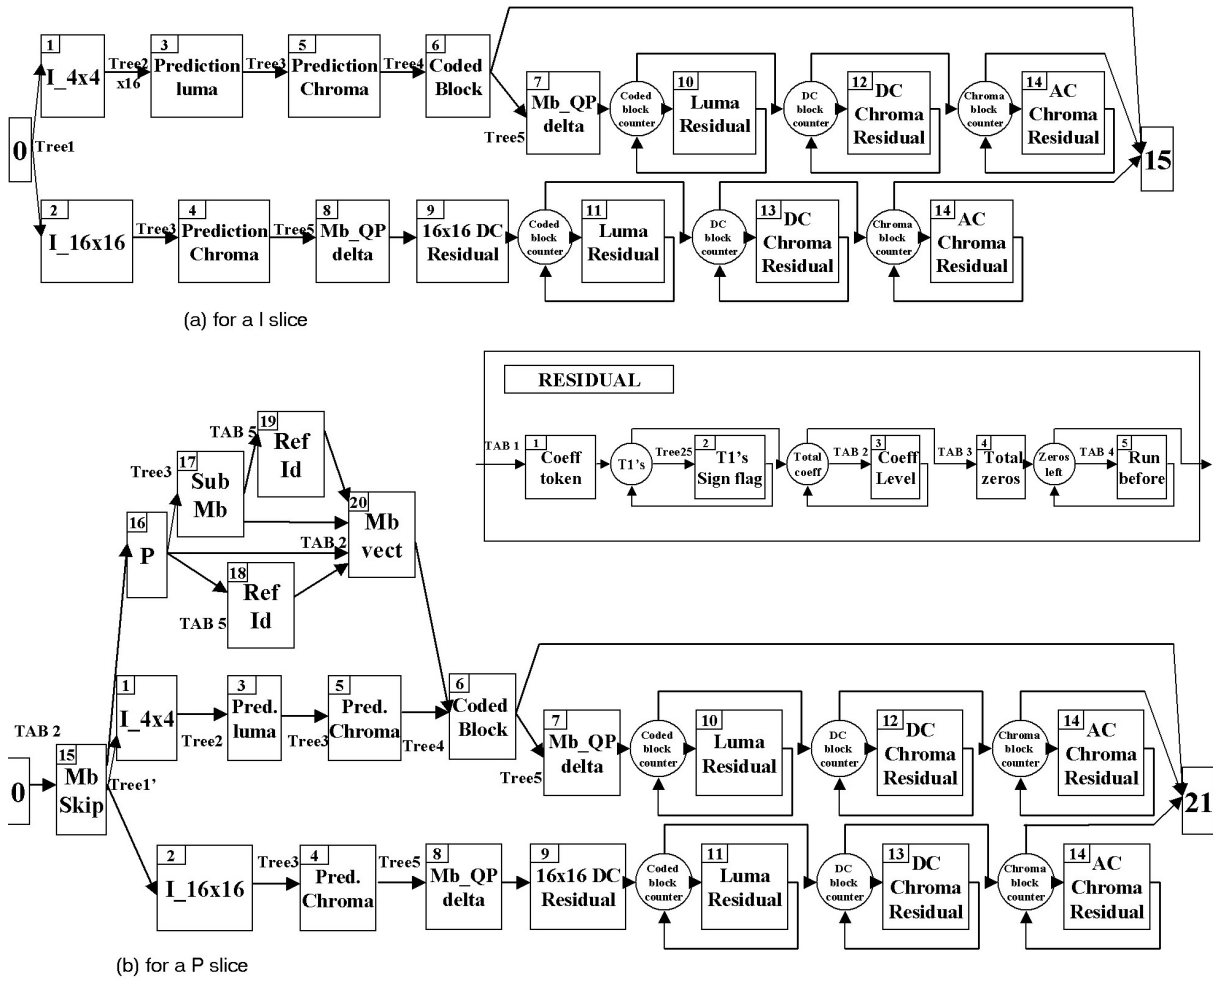 1
I_4x4
Tree2
x16
3
Prediction
luma
Tree3
5
Prediction
Chroma
Tree4
6
Coded
Block
7
Mb_QP
delta
Tree5
Coded
block
counter
10
Luma
Residual
DC
block
counter
12
DC
Chroma
Residual
Chroma
block
counter
14
AC
Chroma
Residual
0
Tree1
15
2
I_16x16
Tree3
4
Prediction
Chroma
Tree5
8
Mb_QP
delta
9
16x16 DC
Residual
Coded
block
counter
11
Luma
Residual
DC
block
counter
13
DC
Chroma
Residual
Chroma
block
counter
14
AC
Chroma
Residual
(a) for a I slice
RESIDUAL
TAB 1
1
Coeff
token
T1's
Tree25
2
T1's
Sign flag
Total
coeff
TAB 2
3
Coeff
Level
TAB 3
4
Total
zeros
Zeros
left
TAB 4
5
Run
before
TAB 5
19
Ref
Id
Tree3
17
Sub
Mb
16
P
20
Mb
vect
TAB 2
18
Ref
Id
TAB 5
1
I_4x4
Tree2
3
Pred.
luma
Tree3
5
Pred.
Chroma
Tree4
6
Coded
Block
7
Mb_QP
delta
Tree5
Coded
block
counter
10
Luma
Residual
DC
block
counter
12
DC
Chroma
Residual
Chroma
block
counter
14
AC
Chroma
Residual
TAB 2
0
15
Mb
Skip
Tree1'
21
2
I_16x16
Tree3
4
Pred.
Chroma
Tree5
8
Mb_QP
delta
9
16x16 DC
Residual
Coded
block
counter
11
Luma
Residual
DC
block
counter
13
DC
Chroma
Residual
Chroma
block
counter
14
AC
Chroma
Residual
(b) for a P slice